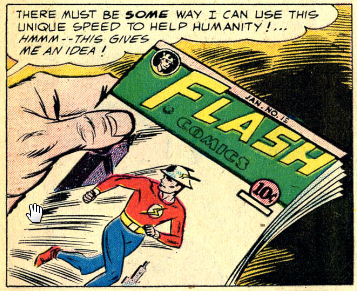 THERE MUST BE SOME WAY I CAN USE THIS
UNIQUE SPEED TO HELP HUMANITY!...
HMMM--THIS GIVES
ME AN IDEA!
JAN. NO. 13
FLASH
COMICS
10¢